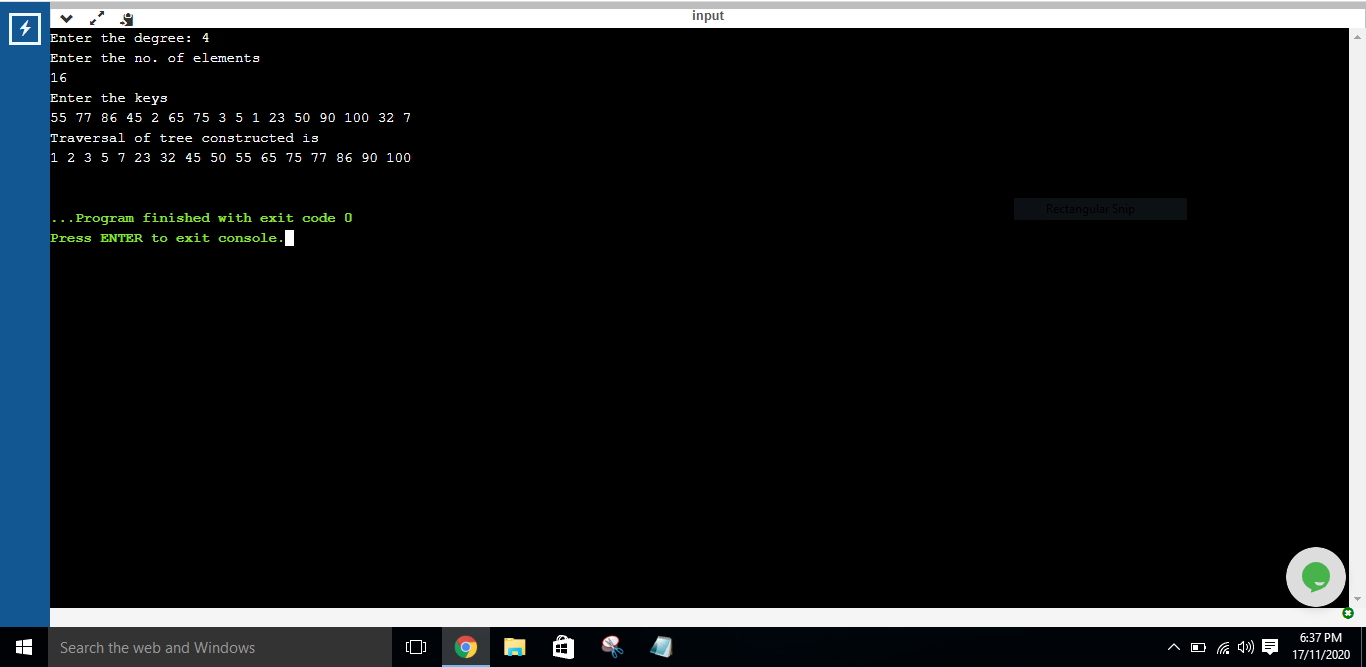 input
Enter the degree: 4
Enter the no. of elements
16
Enter the keys
55 77 86 45 2 65 75 3 5 1 23 50 90 100 32 7
Traversal of tree constructed is
1 2 3 5 7 23 32 45 50 55 65 75 77 86 90 100
...Program finished with exit code 0
Press ENTER to exit console.
Rectangular Snip
Search the web and Windows
6:37 PM
17/11/2020